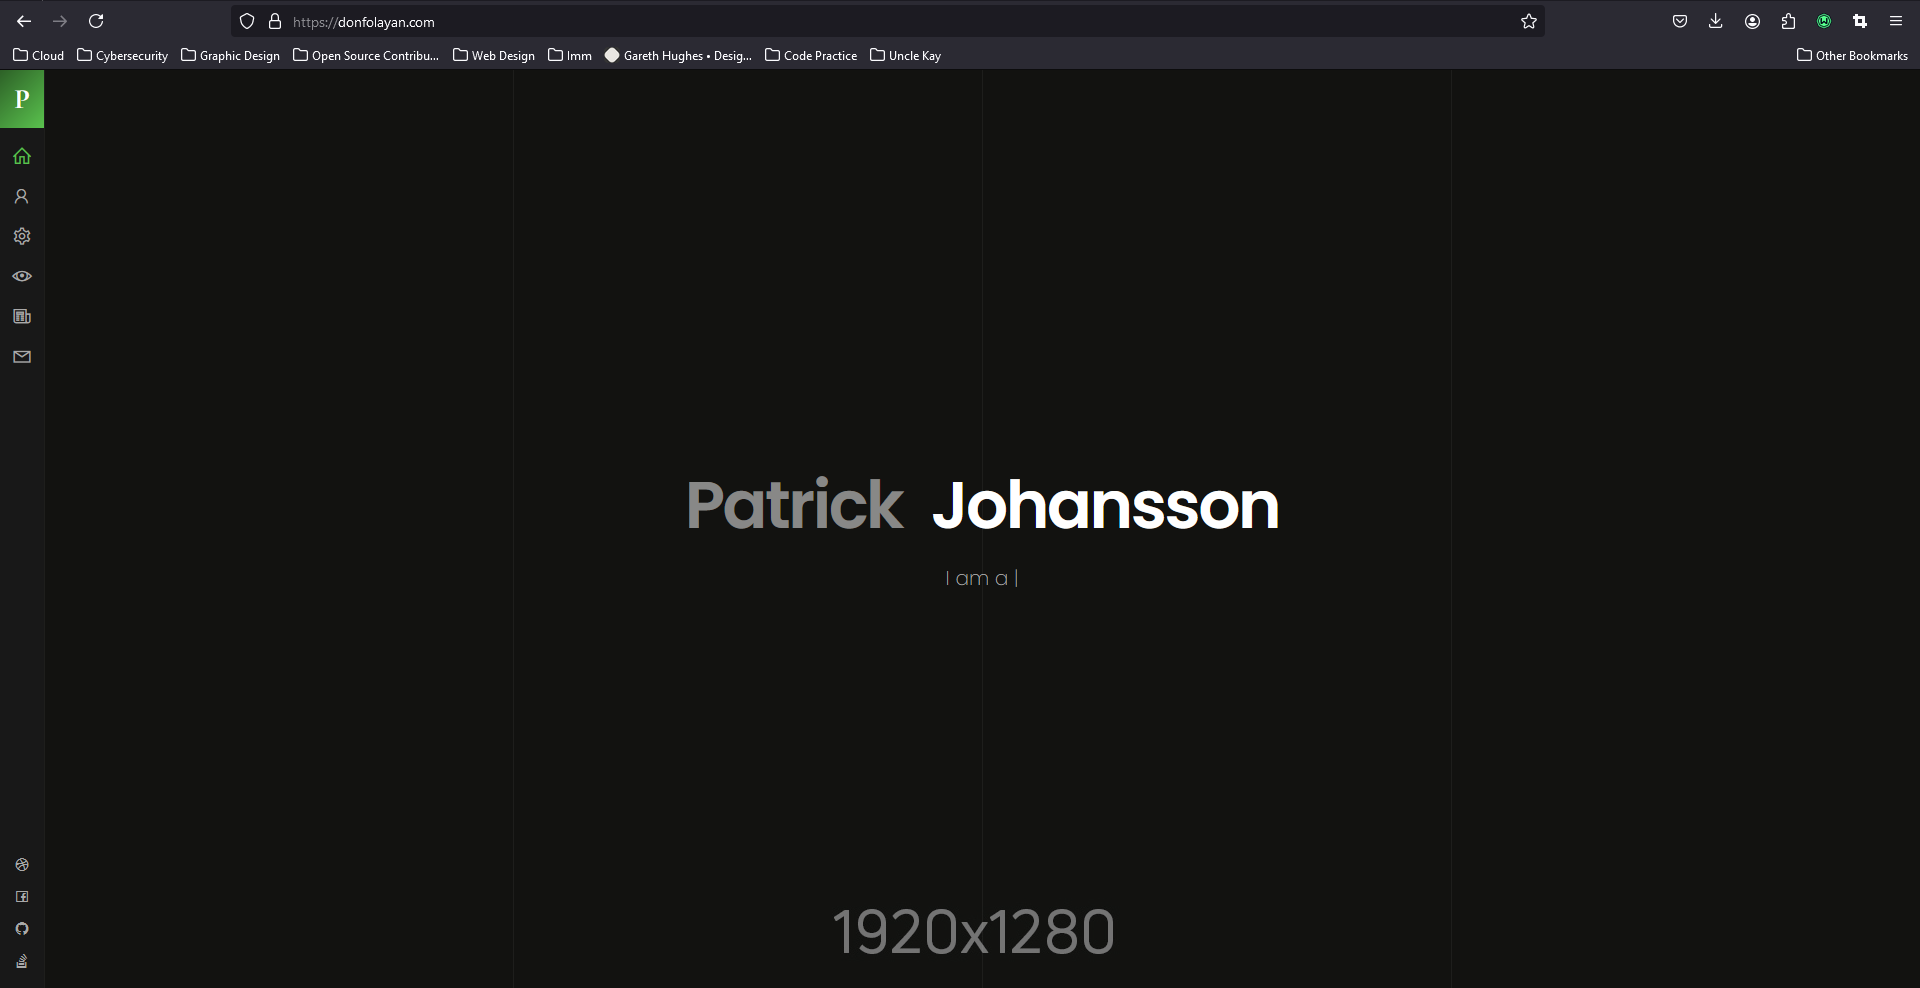 https://donfolayan.com
Cloud Cybersecurity Graphic Design Open Source Contribu... Web Design Imm Gareth Hughes • Desig... Code Practice Uncle Kay Other Bookmarks
P
Patrick Johansson
I am a |
1920x1280